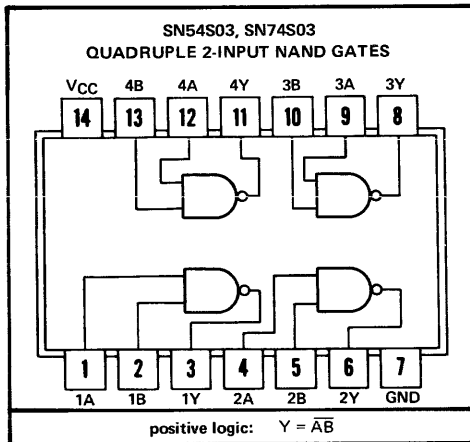 SN54S03, SN74S03
QUADRUPLE 2-INPUT NAND GATES
VCC 4B 4A 4Y 3B 3A 3Y
14 13 12 11 10 9 8
1 2 3 4 5 6 7
1A 1B 1Y 2A 2B 2Y GND
positive logic: Y = A̅B̅